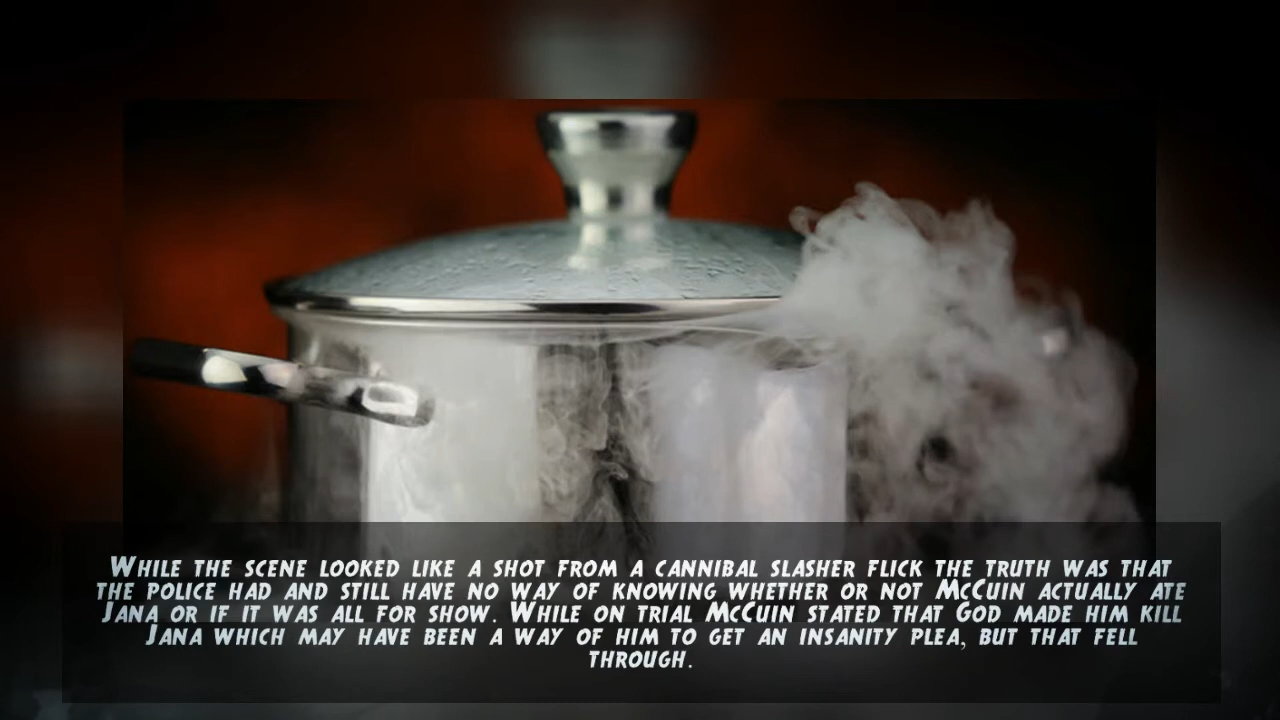 While the scene looked like a shot from a cannibal slasher flick the truth was that
the police had and still have no way of knowing whether or not McCuin actually ate
Jana or if it was all for show. While on trial McCuin stated that God made him kill
Jana which may have been a way of him to get an insanity plea, but that fell
through.